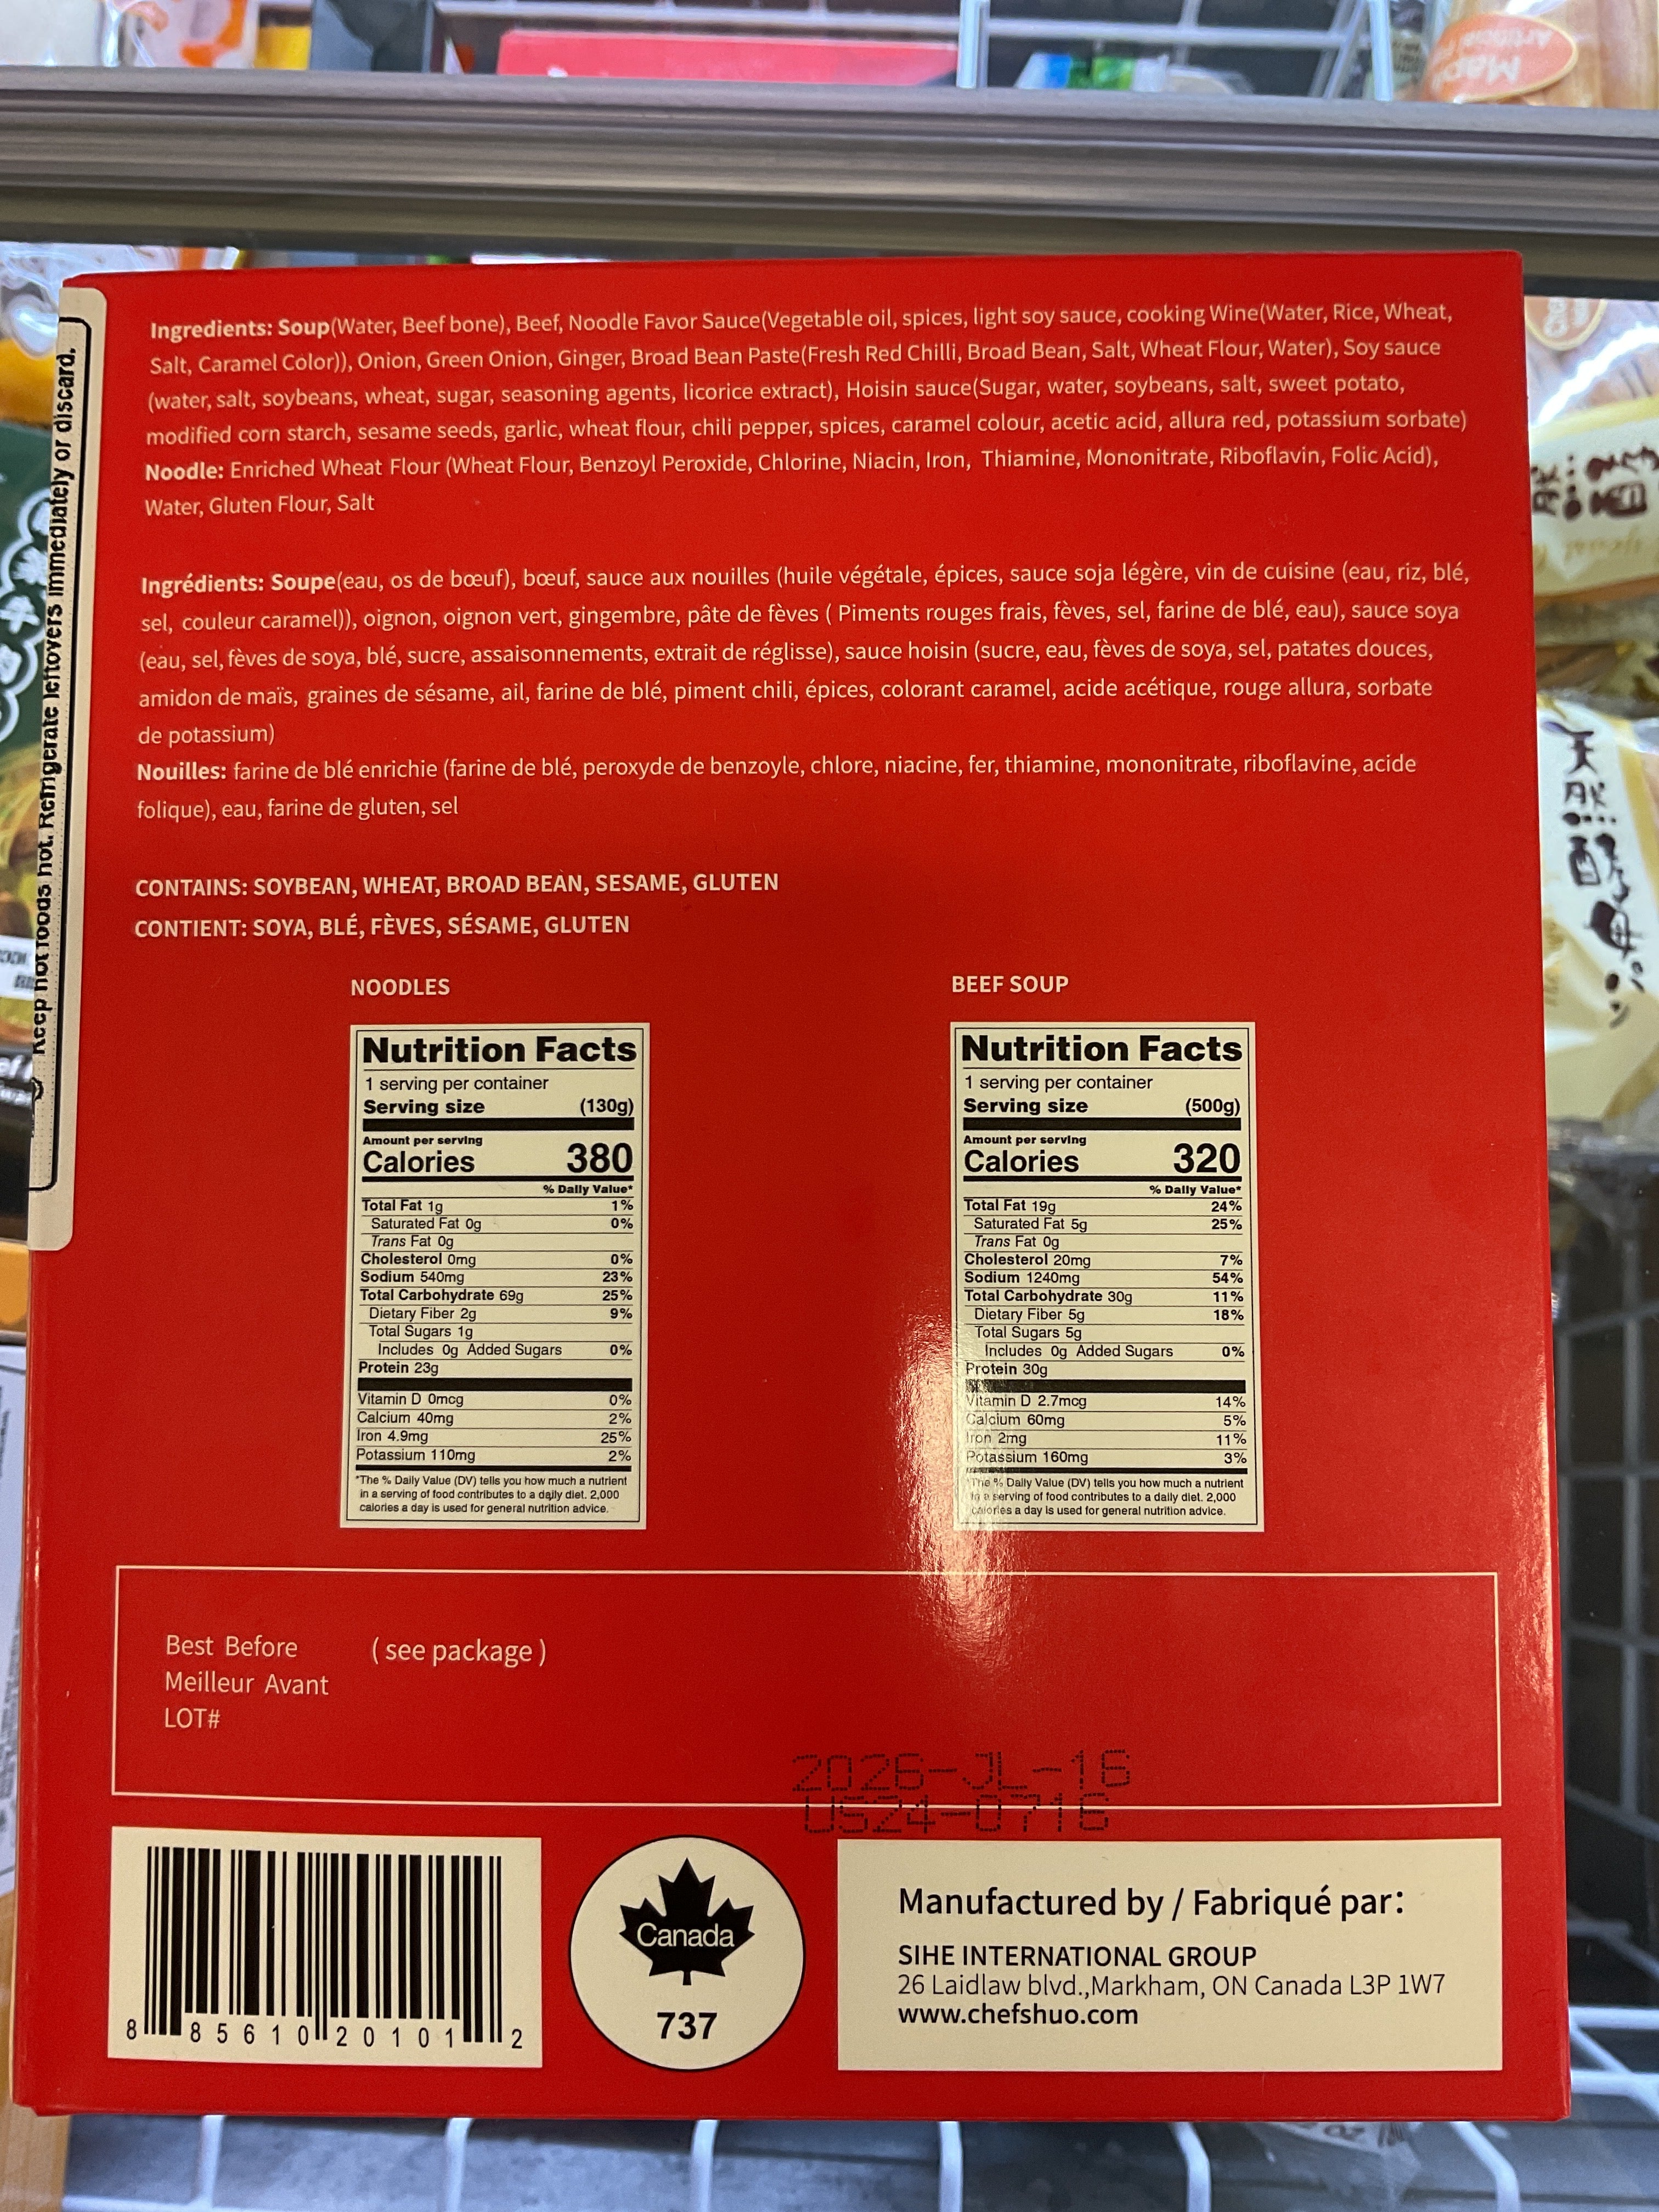 Keep hot foods hot. Refrigerate leftovers immediately or discard.
Ingredients: Soup(Water, Beef bone), Beef, Noodle Favor Sauce(Vegetable oil, spices, light soy sauce, cooking Wine(Water, Rice, Wheat,
Salt, Caramel Color)), Onion, Green Onion, Ginger, Broad Bean Paste(Fresh Red Chilli, Broad Bean, Salt, Wheat Flour, Water), Soy sauce
(water, salt, soybeans, wheat, sugar, seasoning agents, licorice extract), Hoisin sauce(Sugar, water, soybeans, salt, sweet potato,
modified corn starch, sesame seeds, garlic, wheat flour, chili pepper, spices, caramel colour, acetic acid, allura red, potassium sorbate)
Noodle: Enriched Wheat Flour (Wheat Flour, Benzoyl Peroxide, Chlorine, Niacin, Iron, Thiamine, Mononitrate, Riboflavin, Folic Acid),
Water, Gluten Flour, Salt
Ingrédients: Soupe(eau, os de bœuf), bœuf, sauce aux nouilles (huile végétale, épices, sauce soja légère, vin de cuisine (eau, riz, blé,
sel, couleur caramel)), oignon, oignon vert, gingembre, pâte de fèves ( Piments rouges frais, fèves, sel, farine de blé, eau), sauce soya
(eau, sel, fèves de soya, blé, sucre, assaisonnements, extrait de réglisse), sauce hoisin (sucre, eau, fèves de soya, sel, patates douces,
amidon de maïs, graines de sésame, ail, farine de blé, piment chili, épices, colorant caramel, acide acétique, rouge allura, sorbate
de potassium)
Nouilles: farine de blé enrichie (farine de blé, peroxyde de benzoyle, chlore, niacine, fer, thiamine, mononitrate, riboflavine, acide
folique), eau, farine de gluten, sel
CONTAINS: SOYBEAN, WHEAT, BROAD BEAN, SESAME, GLUTEN
CONTIENT: SOYA, BLÉ, FÈVES, SÉSAME, GLUTEN
NOODLES
Nutrition Facts
1 serving per container
Serving size (130g)
Amount per serving
Calories 380
% Daily Value*
Total Fat 1g 1%
Saturated Fat 0g 0%
Trans Fat 0g
Cholesterol 0mg 0%
Sodium 540mg 23%
Total Carbohydrate 69g 25%
Dietary Fiber 2g 9%
Total Sugars 1g
Includes 0g Added Sugars 0%
Protein 23g
Vitamin D 0mcg 0%
Calcium 40mg 2%
Iron 4.9mg 25%
Potassium 110mg 2%
*The % Daily Value (DV) tells you how much a nutrient
in a serving of food contributes to a daily diet. 2,000
calories a day is used for general nutrition advice.
BEEF SOUP
Nutrition Facts
1 serving per container
Serving size (500g)
Amount per serving
Calories 320
% Daily Value*
Total Fat 19g 24%
Saturated Fat 5g 25%
Trans Fat 0g
Cholesterol 20mg 7%
Sodium 1240mg 54%
Total Carbohydrate 30g 11%
Dietary Fiber 5g 18%
Total Sugars 5g
Includes 0g Added Sugars 0%
Protein 30g
Vitamin D 2.7mcg 14%
Calcium 60mg 5%
Iron 2mg 11%
Potassium 160mg 3%
*The % Daily Value (DV) tells you how much a nutrient
in a serving of food contributes to a daily diet. 2,000
calories a day is used for general nutrition advice.
Best Before ( see package )
Meilleur Avant
LOT#
2026-JL-16
US24-0716
8 85610 20101 2
Canada
737
Manufactured by / Fabriqué par:
SIHE INTERNATIONAL GROUP
26 Laidlaw blvd.,Markham, ON Canada L3P 1W7
www.chefshuo.com
天然酵母パン